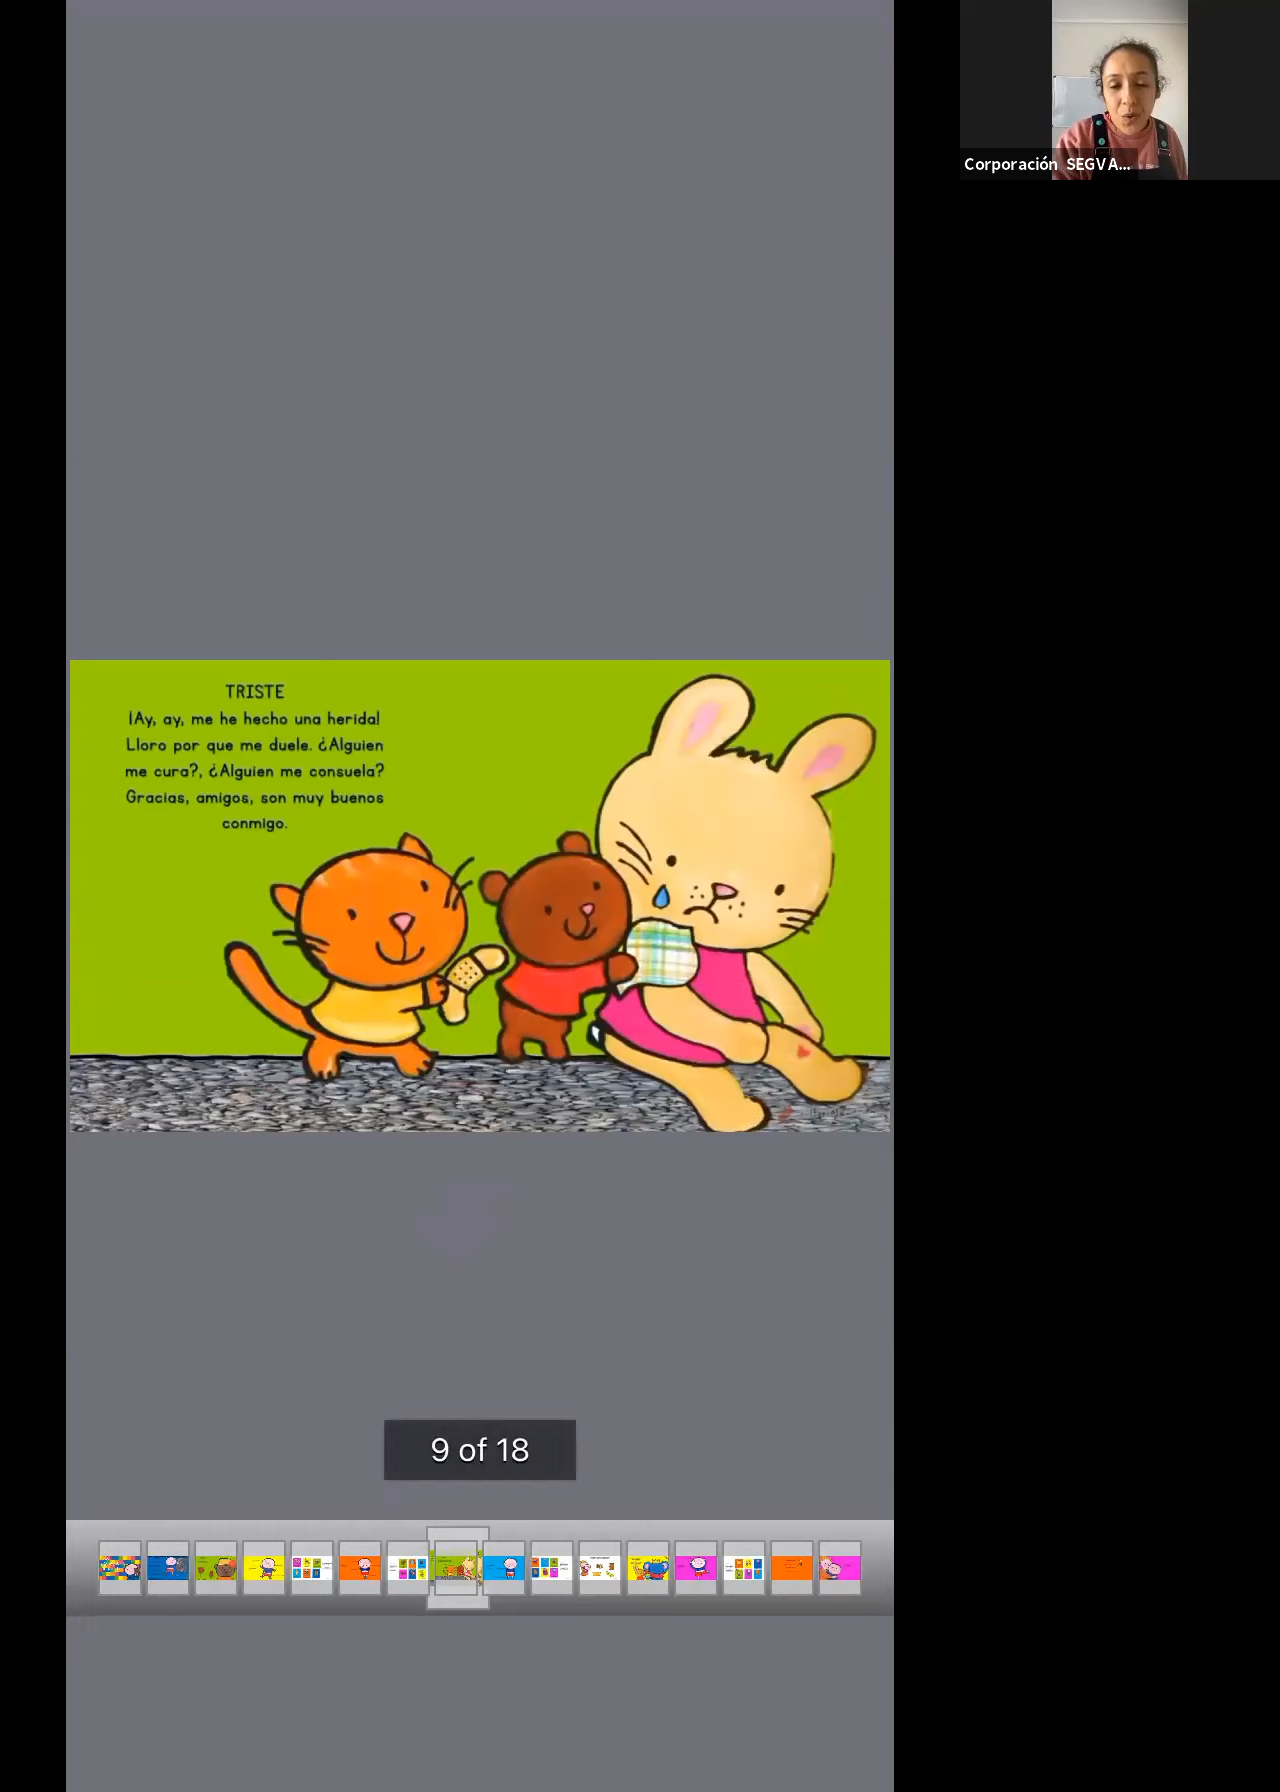 Corporación SEGV A...
TRISTE
¡Ay, ay, me he hecho una herida!
Lloro por que me duele. ¿Alguien
me cura?, ¿Alguien me consuela?
Gracias, amigos, son muy buenos
conmigo.
9 of 18